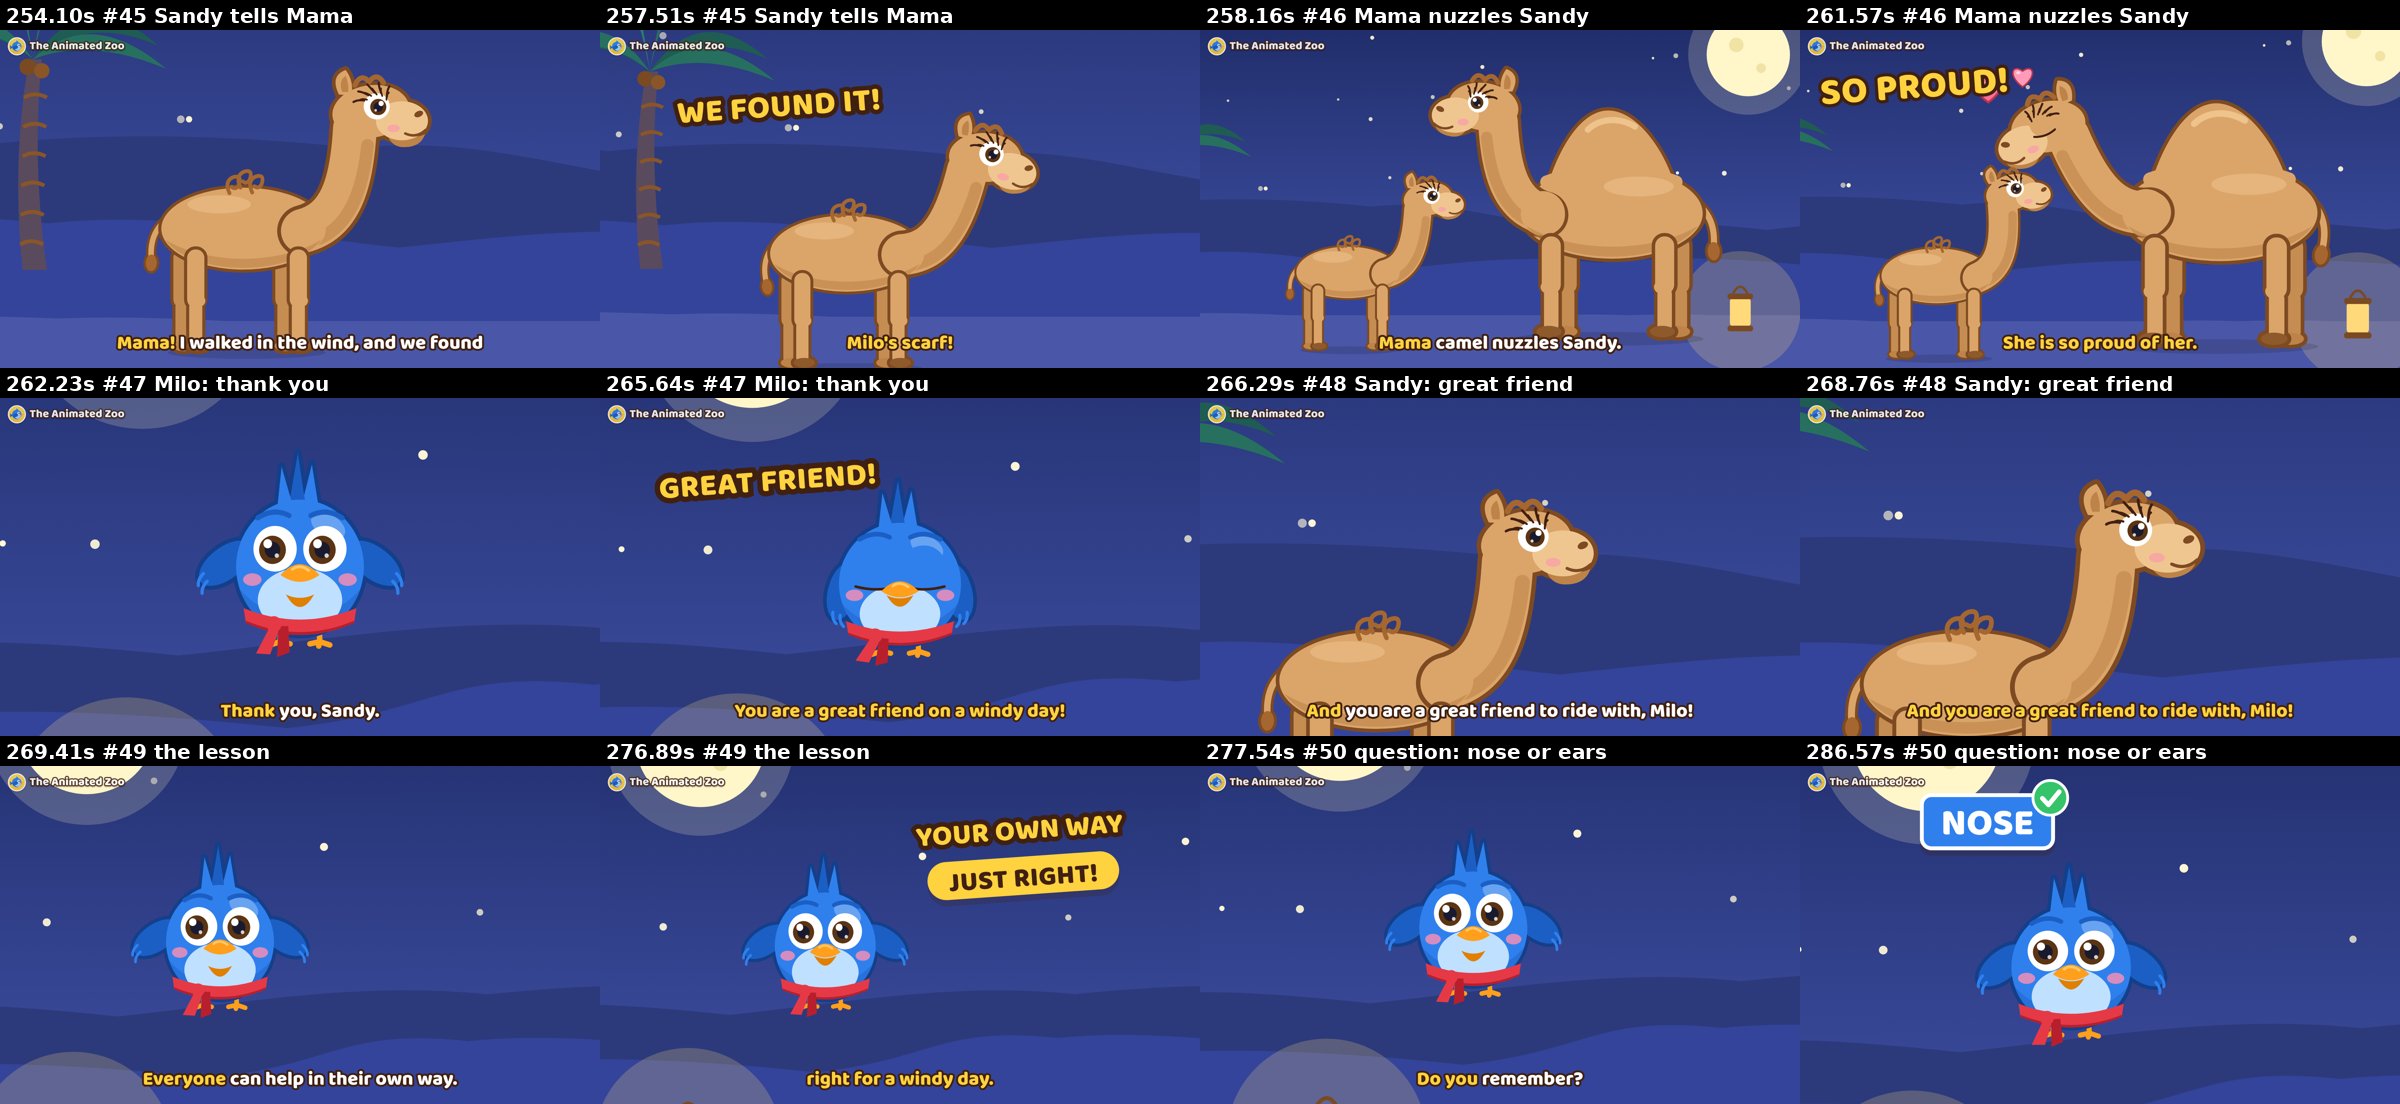 254.10s #45 Sandy tells Mama
The Animated Zoo
Mama! I walked in the wind, and we found
257.51s #45 Sandy tells Mama
The Animated Zoo
WE FOUND IT!
Milo's scarf!
258.16s #46 Mama nuzzles Sandy
The Animated Zoo
Mama camel nuzzles Sandy.
261.57s #46 Mama nuzzles Sandy
The Animated Zoo
SO PROUD!
She is so proud of her.
262.23s #47 Milo: thank you
The Animated Zoo
Thank you, Sandy.
265.64s #47 Milo: thank you
The Animated Zoo
GREAT FRIEND!
You are a great friend on a windy day!
266.29s #48 Sandy: great friend
The Animated Zoo
And you are a great friend to ride with, Milo!
268.76s #48 Sandy: great friend
The Animated Zoo
And you are a great friend to ride with, Milo!
269.41s #49 the lesson
The Animated Zoo
Everyone can help in their own way.
276.89s #49 the lesson
The Animated Zoo
YOUR OWN WAY
JUST RIGHT!
right for a windy day.
277.54s #50 question: nose or ears
The Animated Zoo
Do you remember?
286.57s #50 question: nose or ears
The Animated Zoo
NOSE